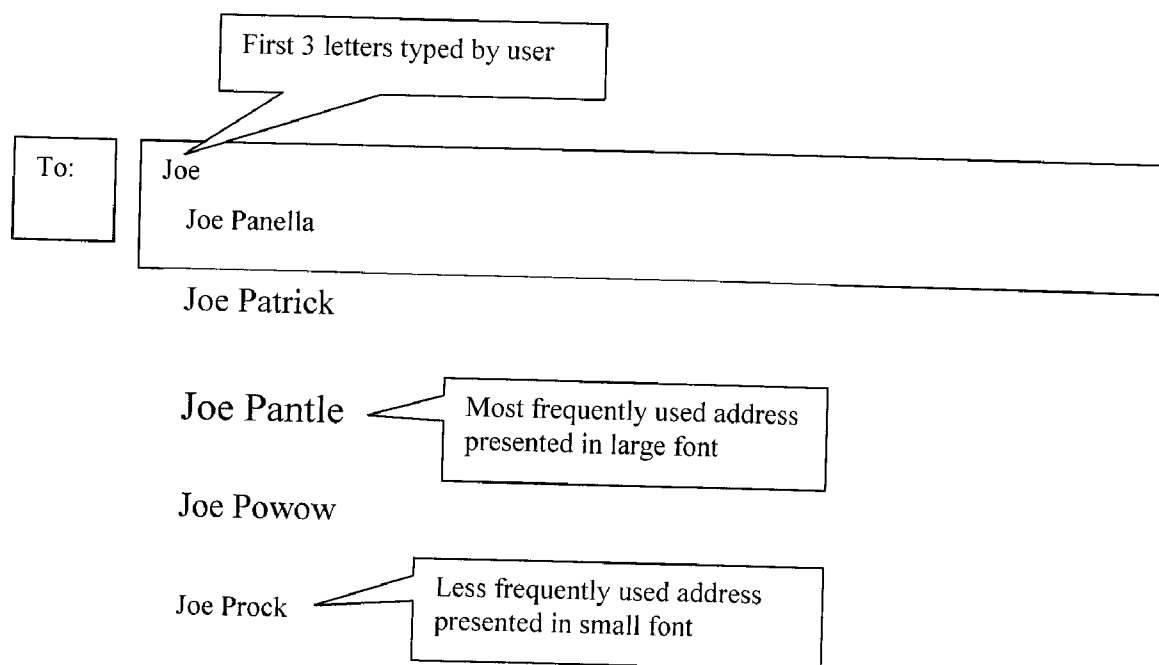 First 3 letters typed by user
To:
Joe
Joe Panella
Joe Patrick
Joe Pantle
Most frequently used address
presented in large font
Joe Powow
Joe Prock
Less frequently used address
presented in small font